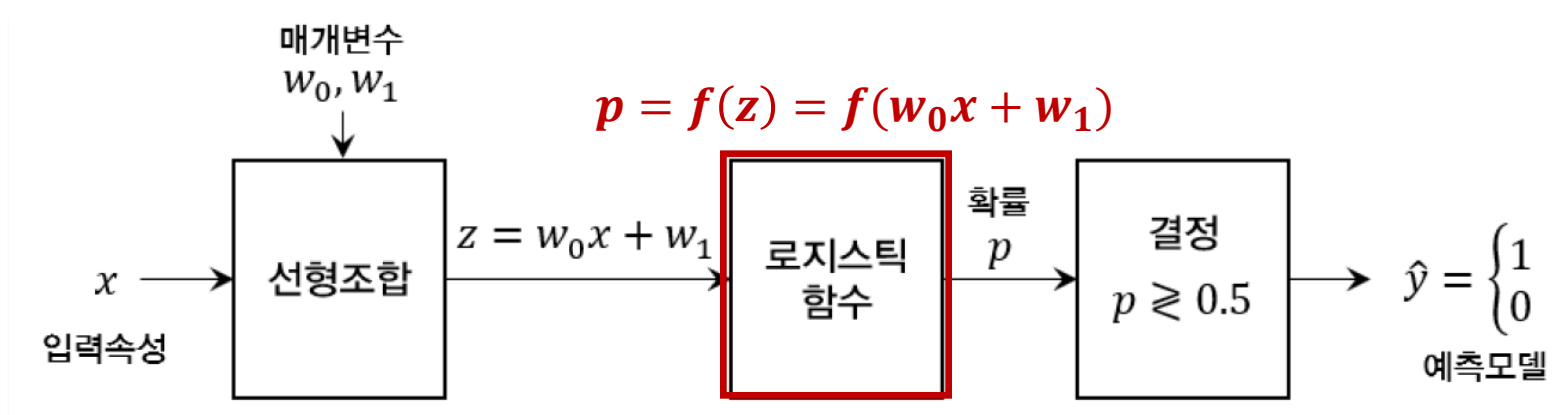 매개변수
w₀, w₁
p = f(z) = f(w₀x + w₁)
x
입력속성
선형조합
z = w₀x + w₁
로지스틱
함수
확률
p
결정
p ≷ 0.5
ŷ = {1
0
예측모델